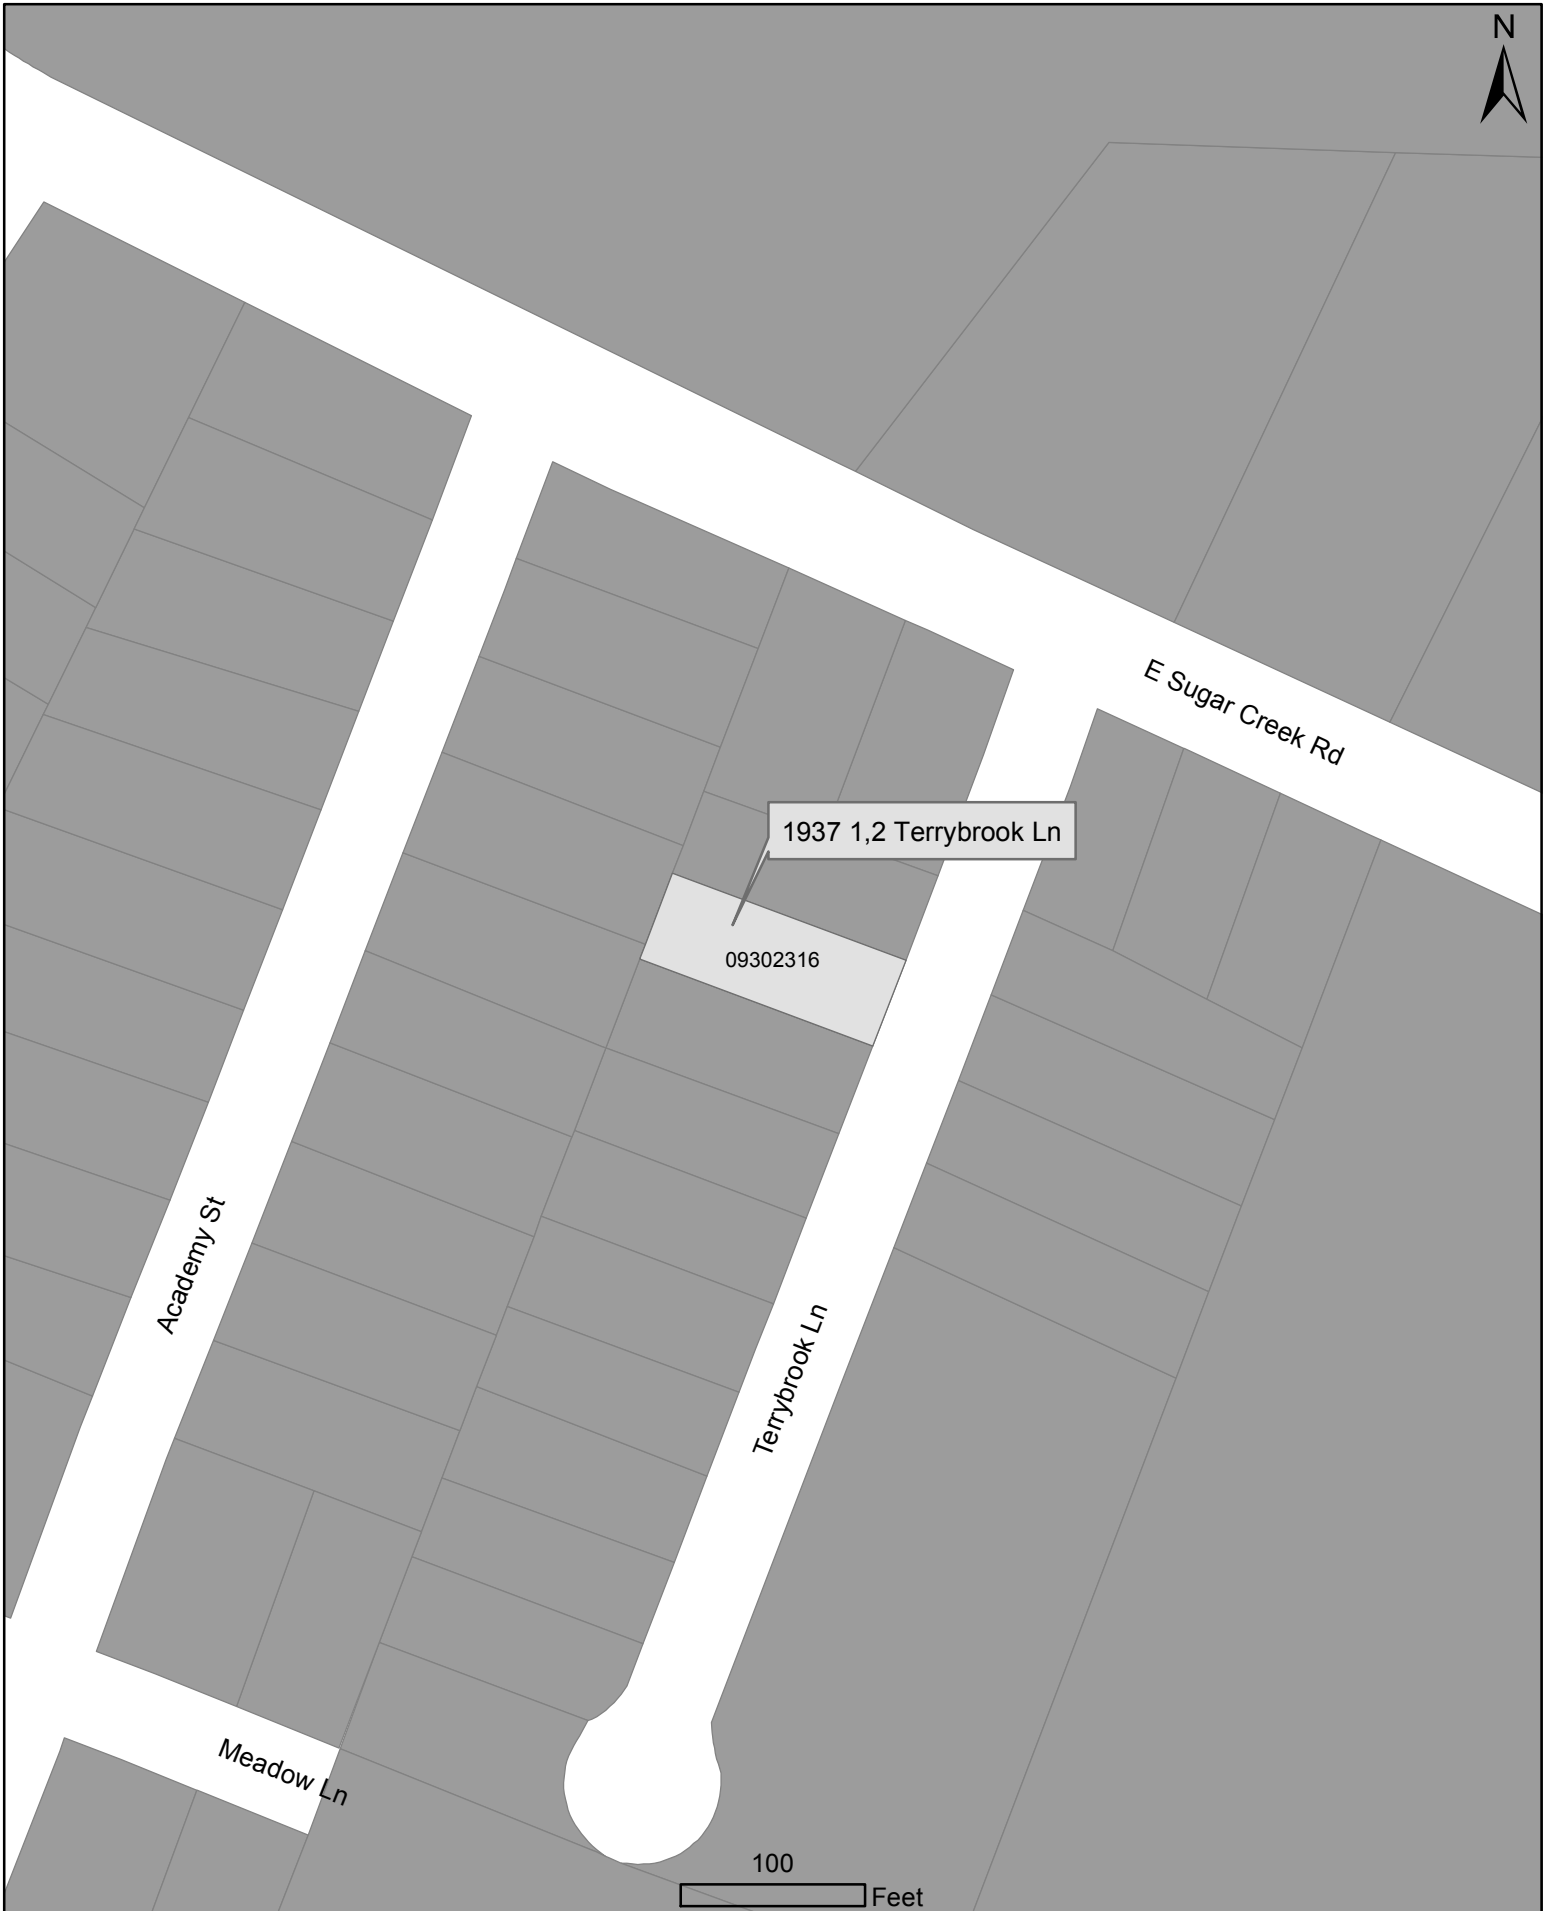 N
E Sugar Creek Rd
1937 1,2 Terrybrook Ln
09302316
Academy St
Terrybrook Ln
Meadow Ln
100
Feet